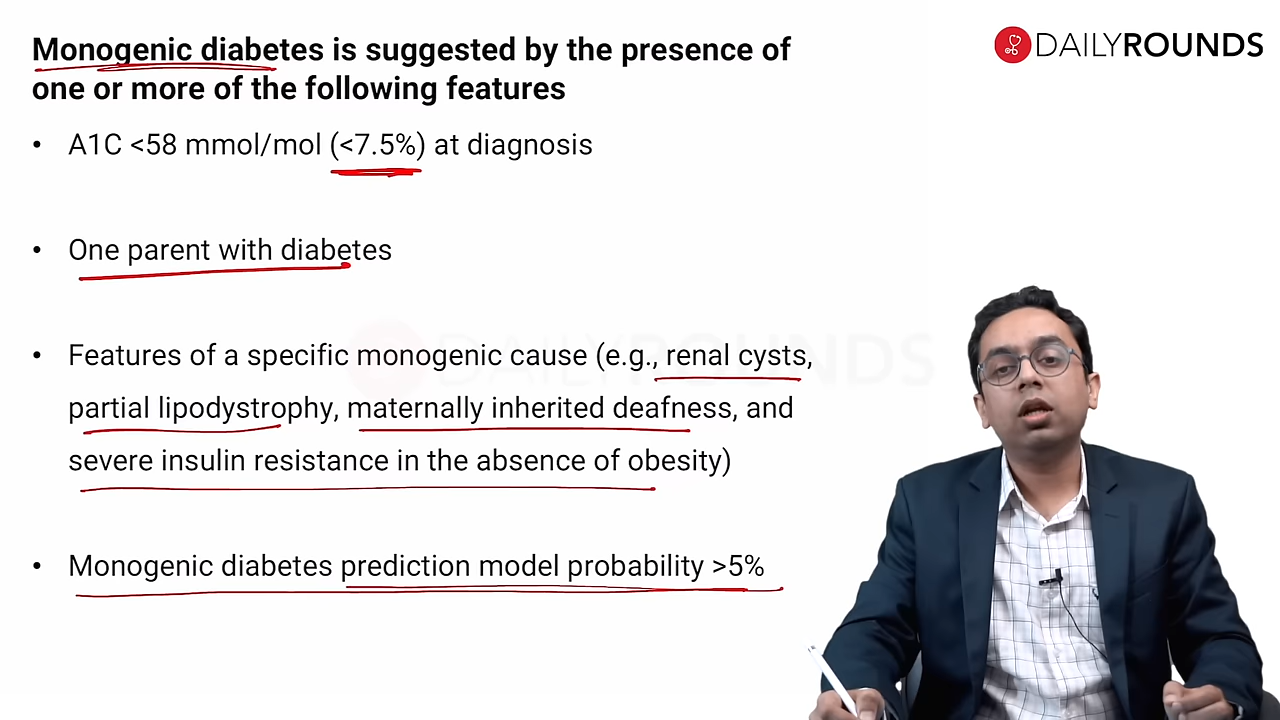 Monogenic diabetes is suggested by the presence of
one or more of the following features
DAILYROUNDS
• A1C <58 mmol/mol (<7.5%) at diagnosis
• One parent with diabetes
DAILYROUNDS
• Features of a specific monogenic cause (e.g., renal cysts,
partial lipodystrophy, maternally inherited deafness, and
severe insulin resistance in the absence of obesity)
• Monogenic diabetes prediction model probability >5%